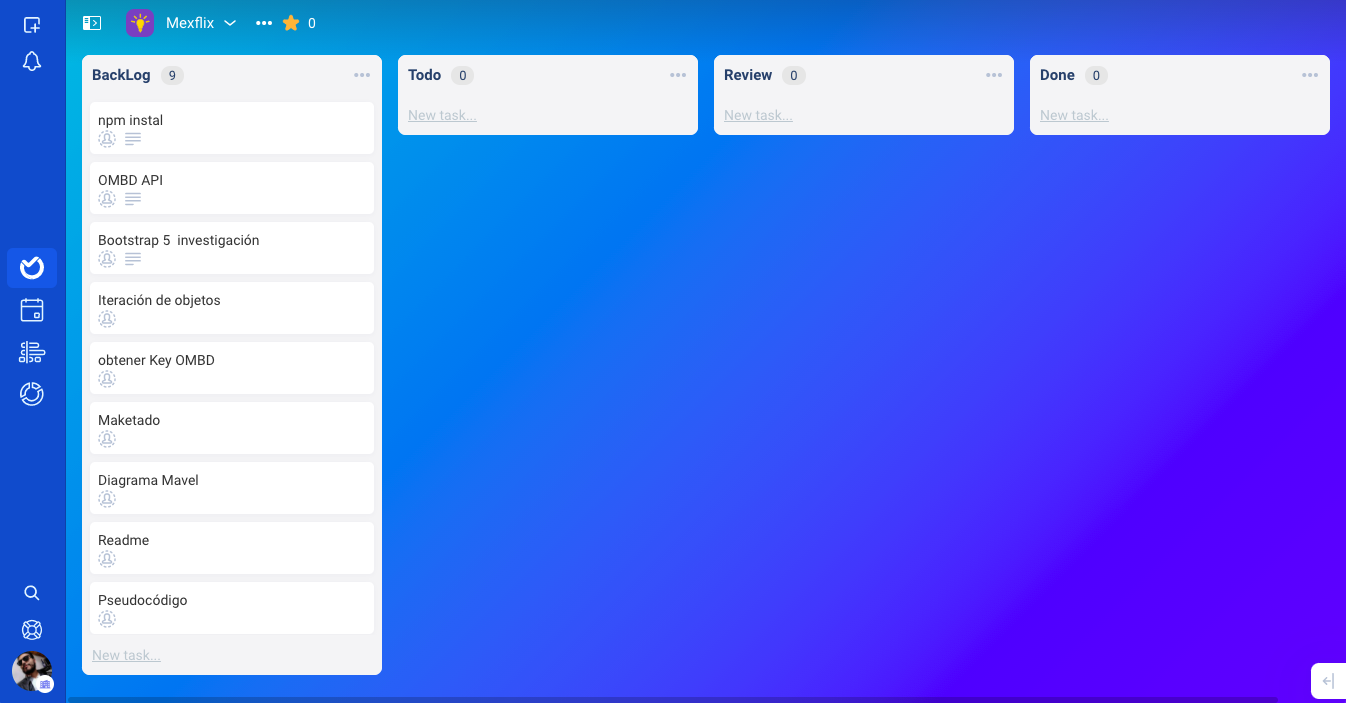 Mexflix
0
BackLog 9
npm instal
OMBD API
Bootstrap 5  investigación
Iteración de objetos
obtener Key OMBD
Maketado
Diagrama Mavel
Readme
Pseudocódigo
New task...
Todo 0
New task...
Review 0
New task...
Done 0
New task...